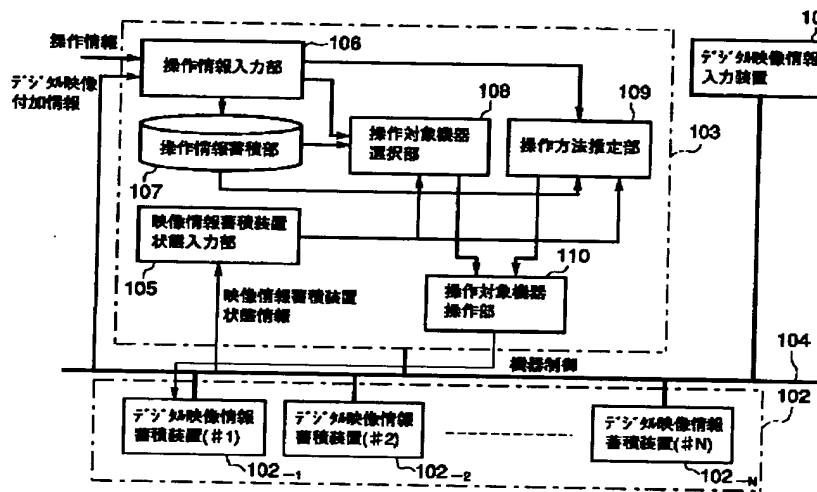 操作情報
デジタル映像
付加情報
106
操作情報入力部
108
操作対象機器
選択部
109
操作方法推定部
デジタル映像情報
入力装置
103
操作情報蓄積部
107
映像情報蓄積装置
状態入力部
105
映像情報蓄積装置
状態情報
110
操作対象機器
操作部
機器制御
104
102
デジタル映像情報
蓄積装置(#1)
102-1
デジタル映像情報
蓄積装置(#2)
102-2
デジタル映像情報
蓄積装置(#N)
102-N